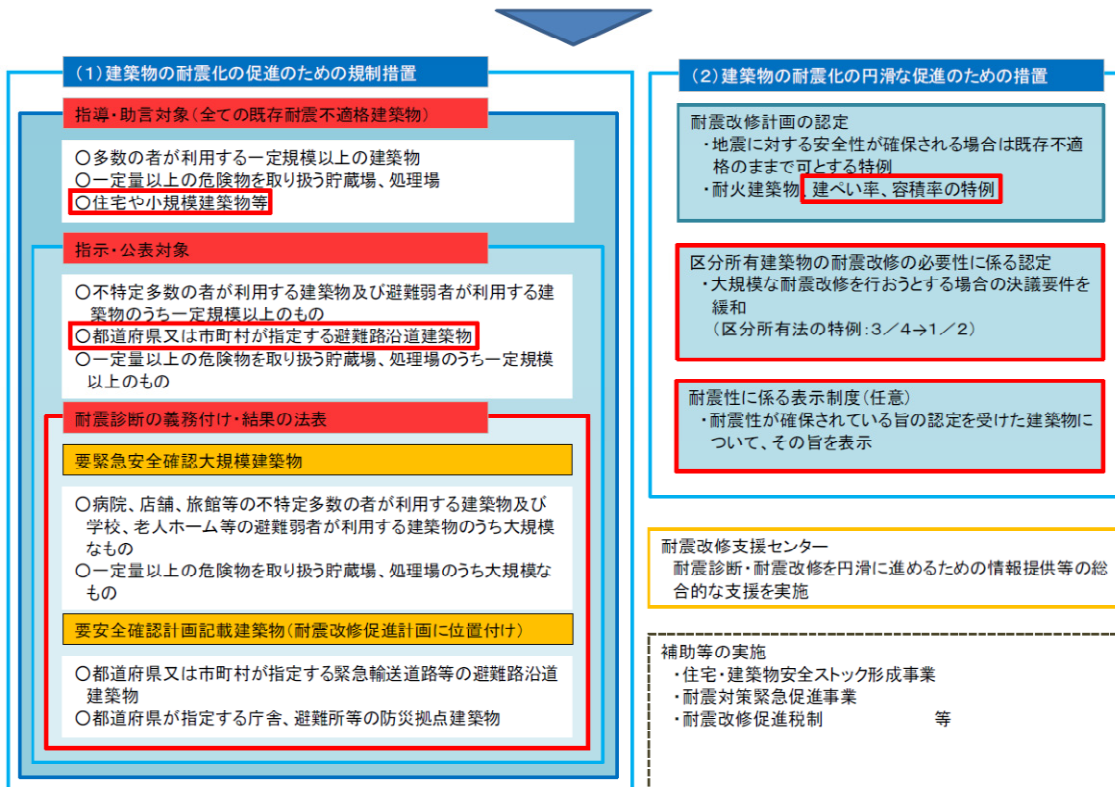 (1)建築物の耐震化の促進のための規制措置
指導・助言対象(全ての既存耐震不適格建築物)
〇多数の者が利用する一定規模以上の建築物
〇一定量以上の危険物を取り扱う貯蔵場、処理場
〇住宅や小規模建築物等
指示・公表対象
〇不特定多数の者が利用する建築物及び避難弱者が利用する建
築物のうち一定規模以上のもの
〇都道府県又は市町村が指定する避難路沿道建築物
〇一定量以上の危険物を取り扱う貯蔵場、処理場のうち一定規模
以上のもの
耐震診断の義務付け・結果の法表
要緊急安全確認大規模建築物
〇病院、店舗、旅館等の不特定多数の者が利用する建築物及び
学校、老人ホーム等の避難弱者が利用する建築物のうち大規模
なもの
〇一定量以上の危険物を取り扱う貯蔵場、処理場のうち大規模な
もの
要安全確認計画記載建築物(耐震改修促進計画に位置付け)
〇都道府県又は市町村が指定する緊急輸送道路等の避難路沿道
建築物
〇都道府県が指定する庁舎、避難所等の防災拠点建築物
(2)建築物の耐震化の円滑な促進のための措置
耐震改修計画の認定
・地震に対する安全性が確保される場合は既存不適
格のままで可とする特例
・耐火建築物、建ぺい率、容積率の特例
区分所有建築物の耐震改修の必要性に係る認定
・大規模な耐震改修を行おうとする場合の決議要件を
緩和
(区分所有法の特例:3/4→1/2)
耐震性に係る表示制度(任意)
・耐震性が確保されている旨の認定を受けた建築物に
ついて、その旨を表示
耐震改修支援センター
耐震診断・耐震改修を円滑に進めるための情報提供等の総
合的な支援を実施
補助等の実施
・住宅・建築物安全ストック形成事業
・耐震対策緊急促進事業
・耐震改修促進税制 等